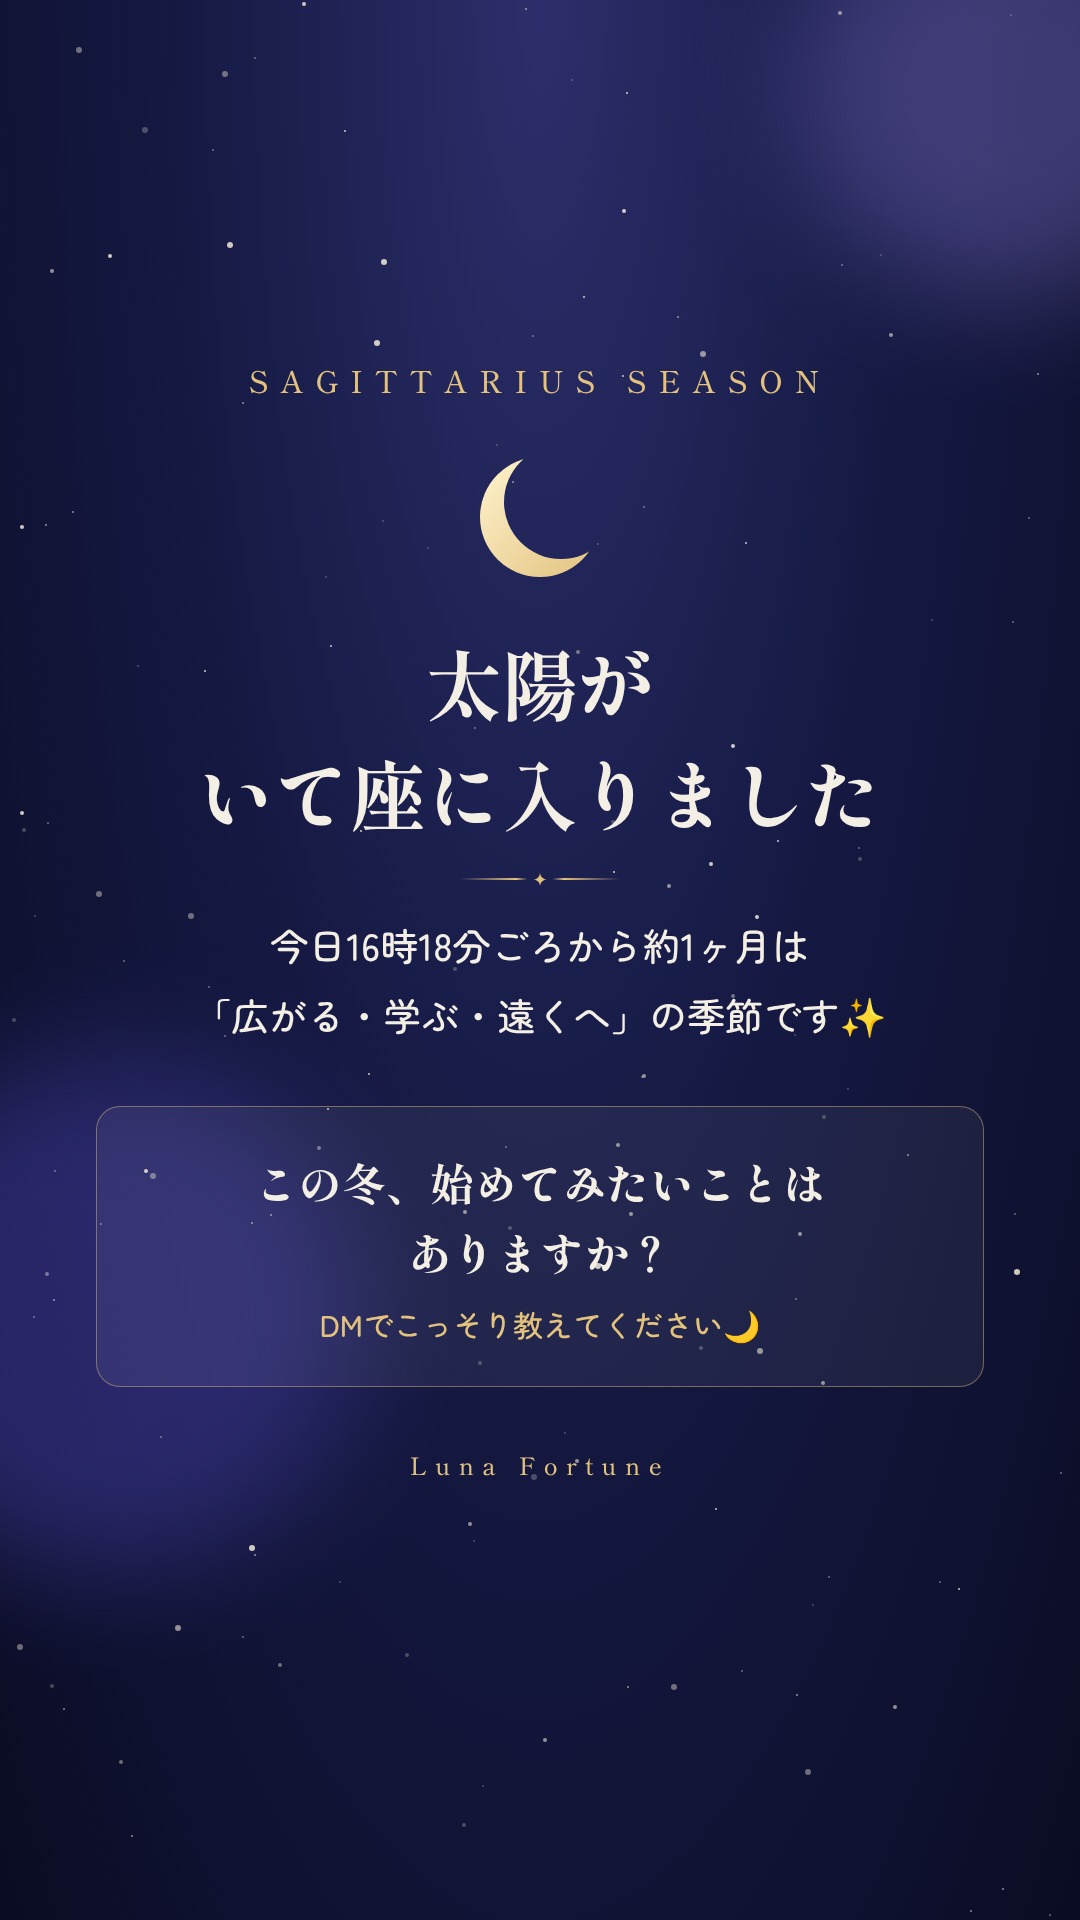 SAGITTARIUS SEASON
太陽が
いて座に入りました
今日16時18分ごろから約1ヶ月は
「広がる・学ぶ・遠くへ」の季節です✨
この冬、始めてみたいことは
ありますか？
DMでこっそり教えてください🌙
Luna Fortune